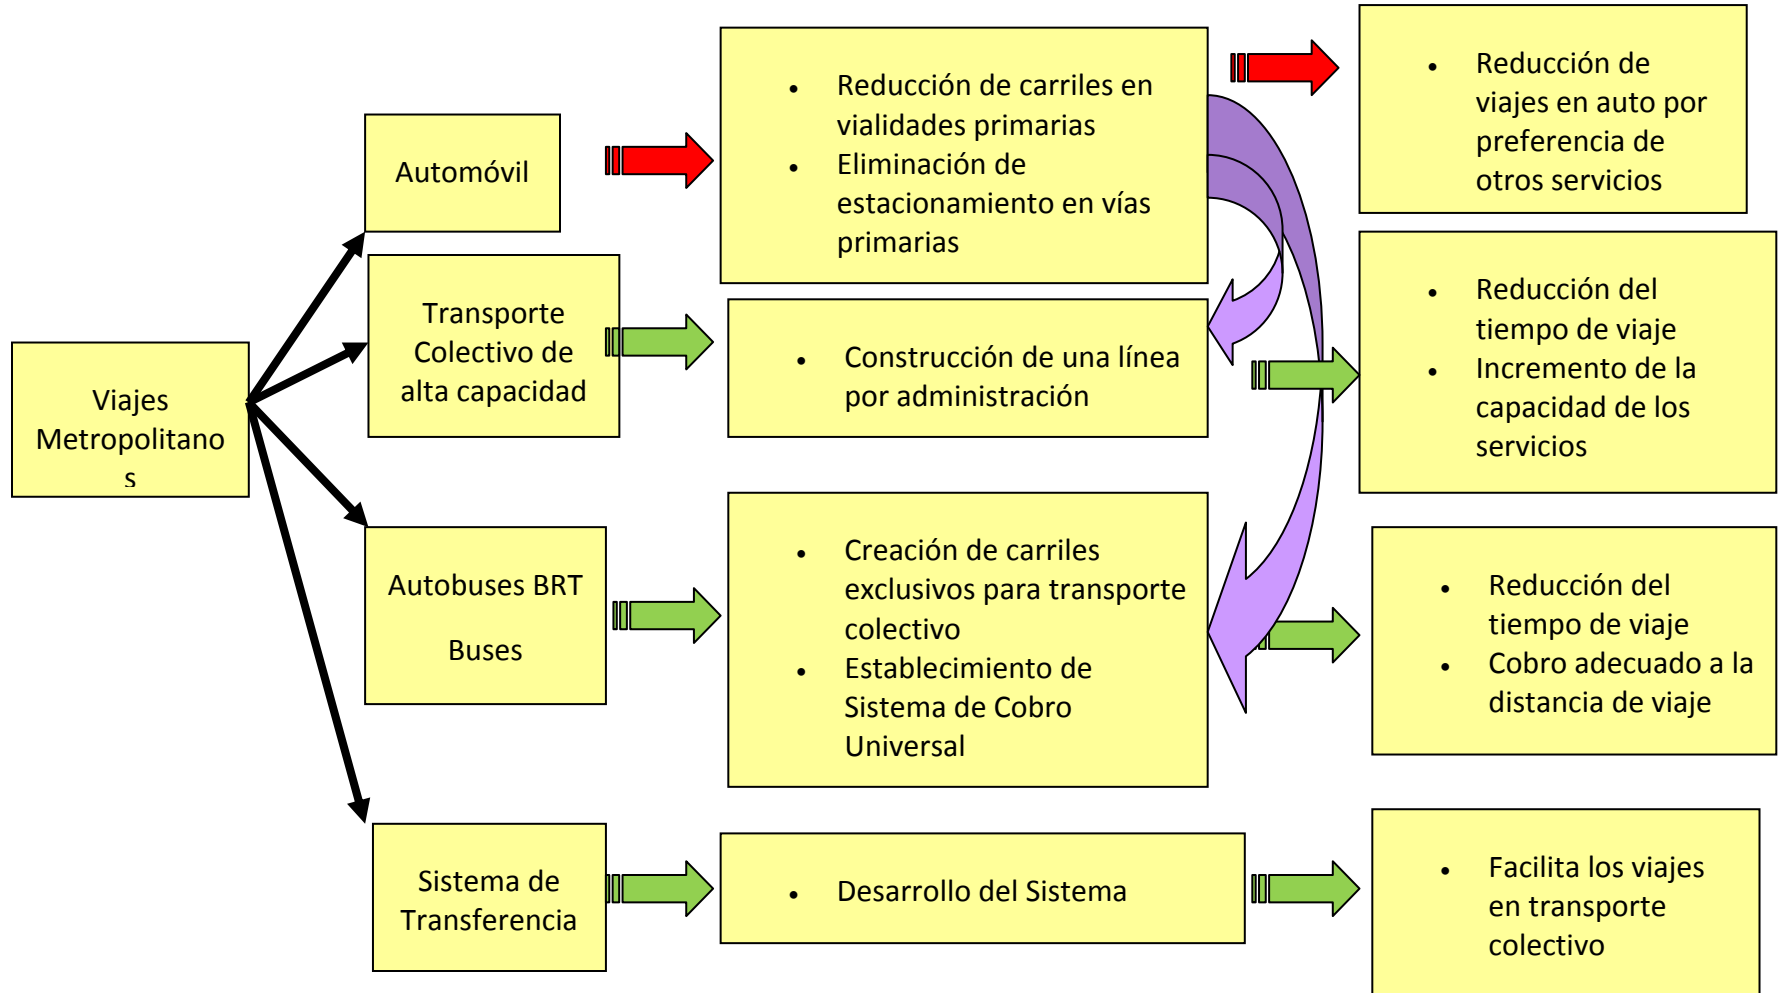 Viajes
Metropolitano
s
Automóvil
• Reducción de carriles en
vialidades primarias
• Eliminación de
estacionamiento en vías
primarias
• Reducción de
viajes en auto por
preferencia de
otros servicios
Transporte
Colectivo de
alta capacidad
• Construcción de una línea
por administración
• Reducción del
tiempo de viaje
• Incremento de la
capacidad de los
servicios
Autobuses BRT
Buses
• Creación de carriles
exclusivos para transporte
colectivo
• Establecimiento de
Sistema de Cobro
Universal
• Reducción del
tiempo de viaje
• Cobro adecuado a la
distancia de viaje
Sistema de
Transferencia
• Desarrollo del Sistema
• Facilita los viajes
en transporte
colectivo